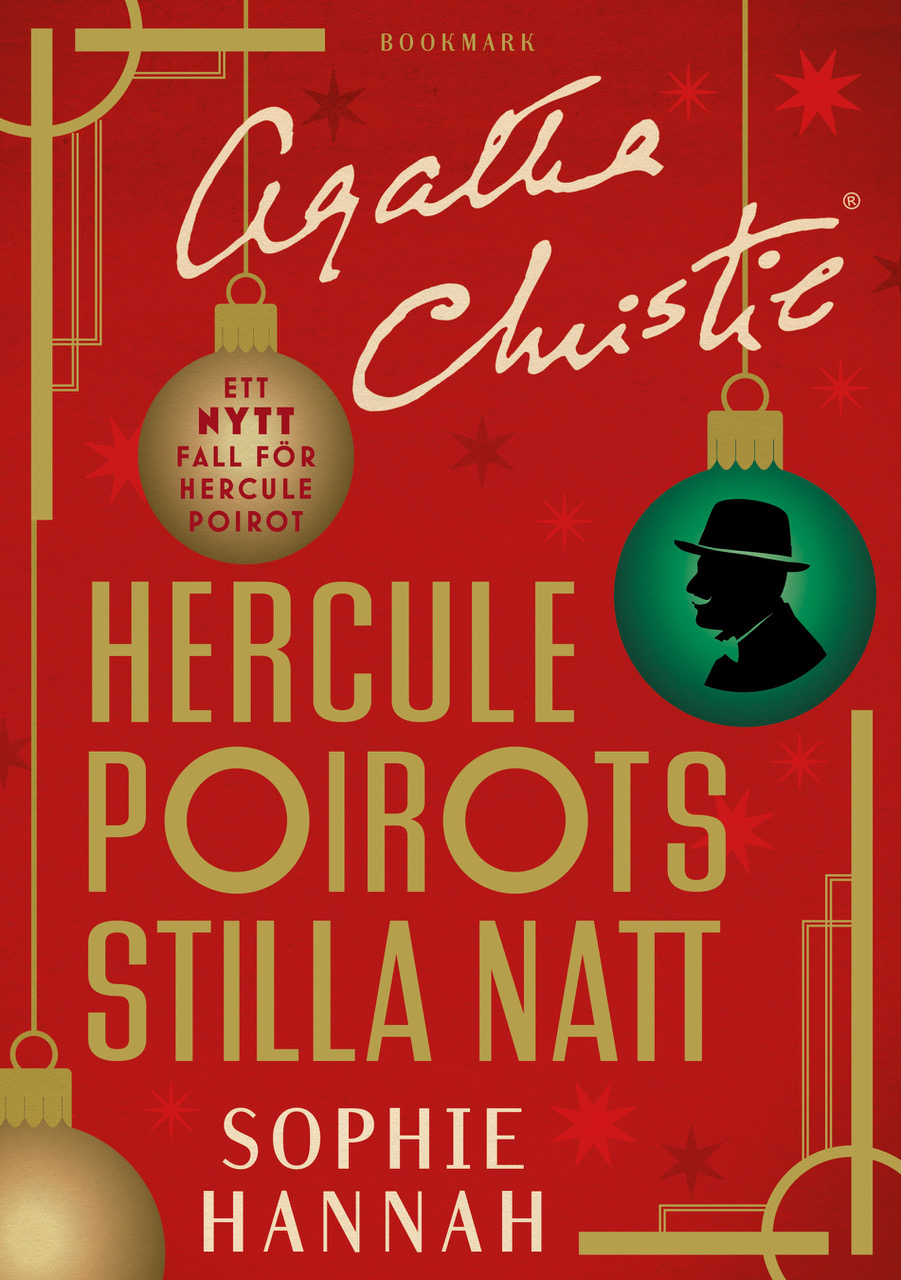 BOOKMARK
Agatha
Christie®
ETT
NYTT
FALL FÖR
HERCULE
POIROT
HERCULE
POIROTS
STILLA NATT
SOPHIE
HANNAH